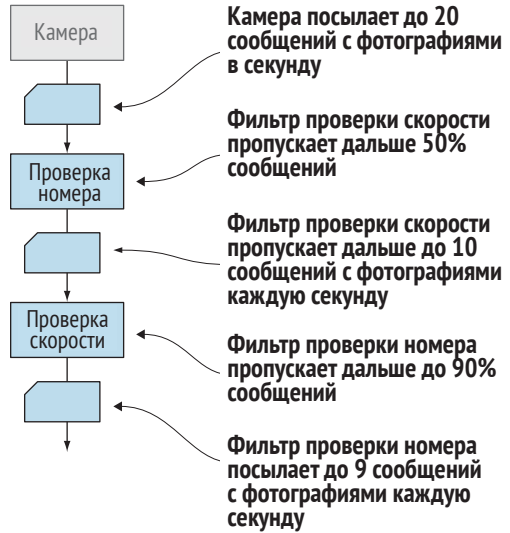 Камера
Камера посылает до 20
сообщений с фотографиями
в секунду
Фильтр проверки скорости
пропускает дальше 50%
сообщений
Проверка
номера
Фильтр проверки скорости
пропускает дальше до 10
сообщений с фотографиями
каждую секунду
Проверка
скорости
Фильтр проверки номера
пропускает дальше до 90%
сообщений
Фильтр проверки номера
посылает до 9 сообщений
с фотографиями каждую
секунду